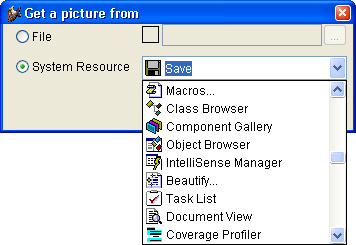 Get a picture from
File
...
System Resource
Save
Macros...
Class Browser
Component Gallery
Object Browser
IntelliSense Manager
Beautify...
Task List
Document View
Coverage Profiler